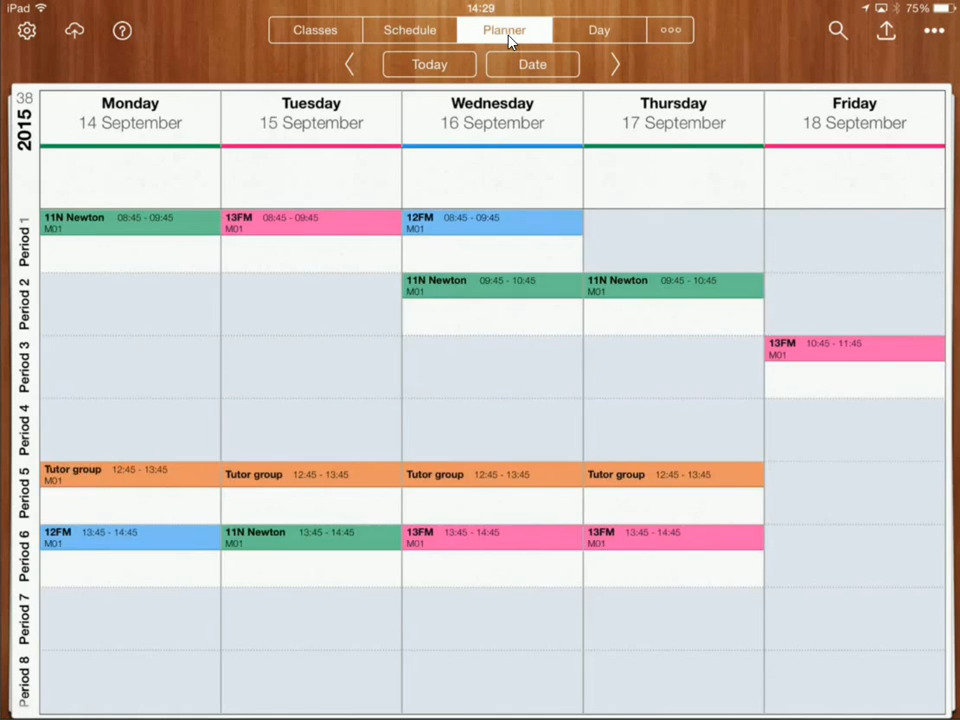 iPad 14:29 75%
Classes Schedule Planner Day
Today Date
38
2015
Monday Tuesday Wednesday Thursday Friday
14 September 15 September 16 September 17 September 18 September
Period 1
11N Newton 08:45 - 09:45
M01
13FM 08:45 - 09:45
M01
12FM 08:45 - 09:45
M01
Period 2
11N Newton 09:45 - 10:45
M01
11N Newton 09:45 - 10:45
M01
Period 3
13FM 10:45 - 11:45
M01
Period 4
Period 5
Tutor group 12:45 - 13:45
M01
Tutor group 12:45 - 13:45
Tutor group 12:45 - 13:45
Tutor group 12:45 - 13:45
Period 6
12FM 13:45 - 14:45
M01
11N Newton 13:45 - 14:45
M01
13FM 13:45 - 14:45
M01
13FM 13:45 - 14:45
M01
Period 7
Period 8